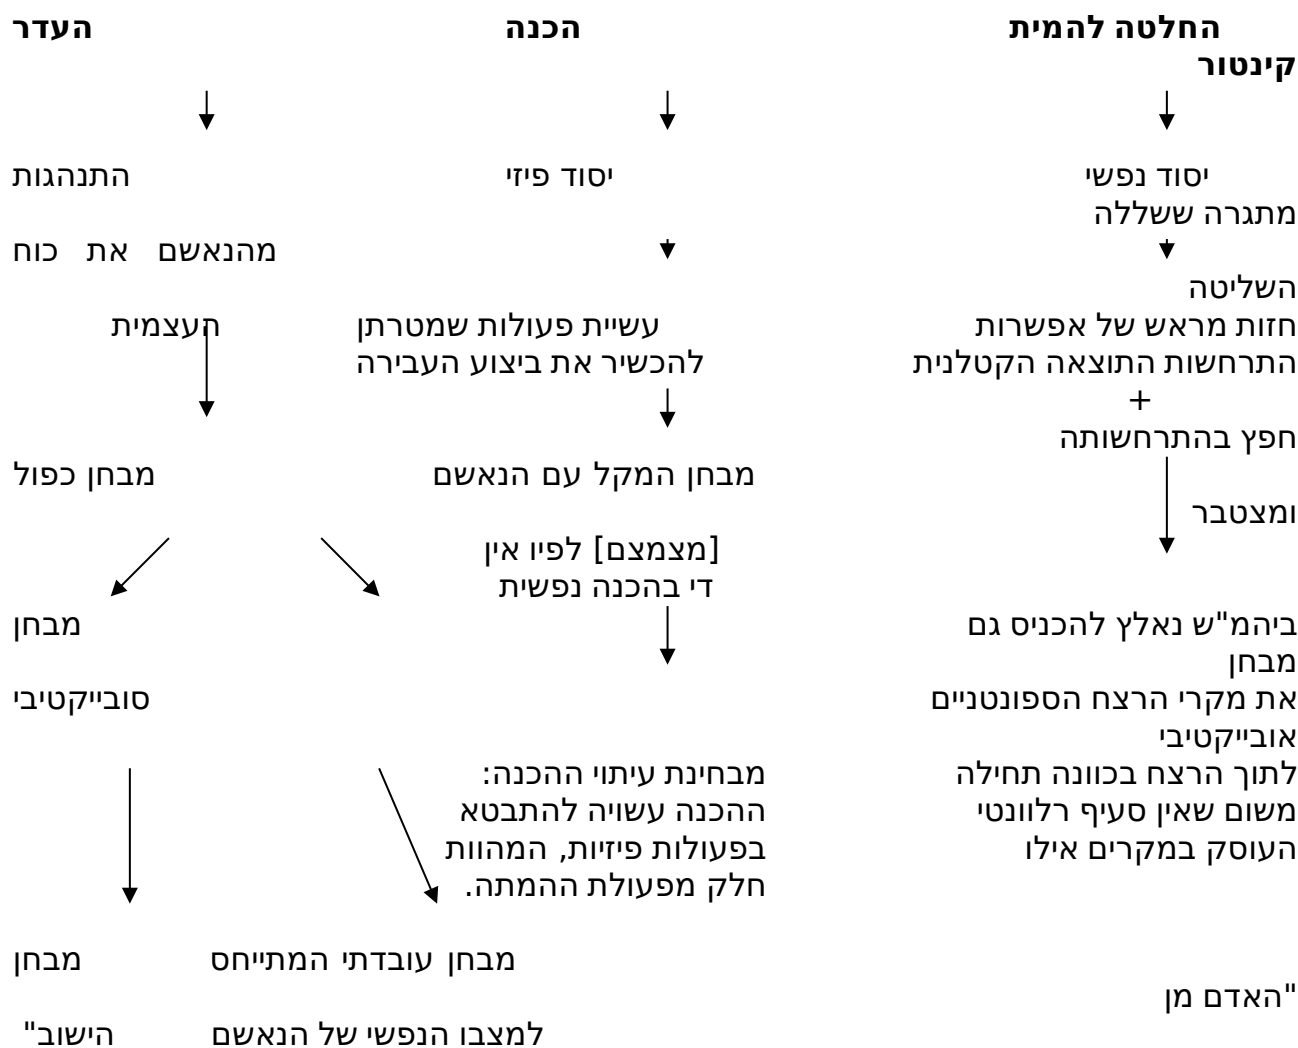 החלטה להמית הכנה העדר
קינטור
יסוד נפשי יסוד פיזי התנהגות
מתגרה ששללה
מהנאשם את כוח
השליטה
חזות מראש של אפשרות עשיית פעולות שמטרתן העצמית
התרחשות התוצאה הקטלנית להכשיר את ביצוע העבירה
+
חפץ בהתרחשותה
מבחן המקל עם הנאשם מבחן כפול
ומצטבר
[מצמצם] לפיו אין
די בהכנה נפשית
ביהמ"ש נאלץ להכניס גם מבחן
מבחן
את מקרי הרצח הספונטניים סובייקטיבי
אובייקטיבי
לתוך הרצח בכוונה תחילה מבחינת עיתוי ההכנה:
משום שאין סעיף רלוונטי ההכנה עשויה להתבטא
העוסק במקרים אילו בפעולות פיזיות, המהוות
חלק מפעולת ההמתה.
מבחן עובדתי המתייחס מבחן
"האדם מן
למצבו הנפשי של הנאשם הישוב"